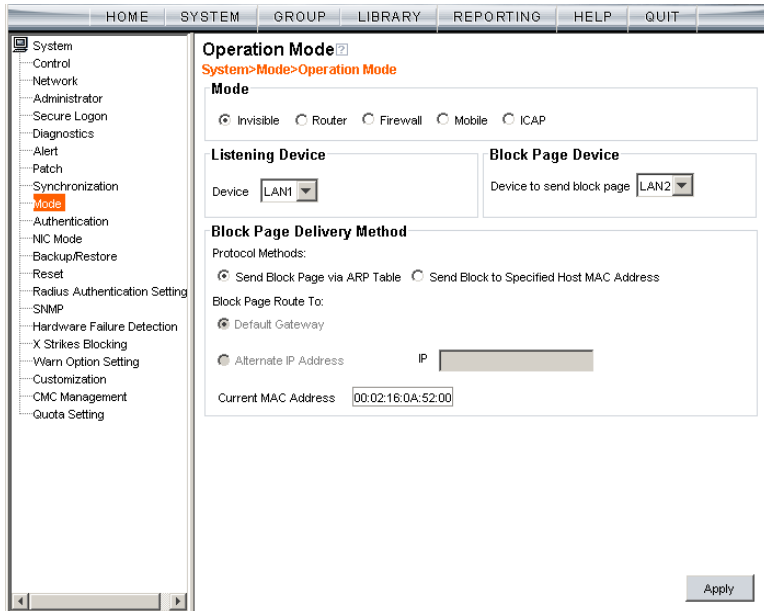 HOME SYSTEM GROUP LIBRARY REPORTING HELP QUIT
System
Control
Network
Administrator
Secure Logon
Diagnostics
Alert
Patch
Synchronization
Mode
Authentication
NIC Mode
Backup/Restore
Reset
Radius Authentication Setting
SNMP
Hardware Failure Detection
X Strikes Blocking
Warn Option Setting
Customization
CMC Management
Quota Setting
Operation Mode ?
System>Mode>Operation Mode
Mode
Invisible Router Firewall Mobile ICAP
Listening Device
Device LAN1
Block Page Device
Device to send block page LAN2
Block Page Delivery Method
Protocol Methods:
Send Block Page via ARP Table Send Block to Specified Host MAC Address
Block Page Route To:
Default Gateway
Alternate IP Address IP
Current MAC Address 00:02:16:0A:52:00
Apply